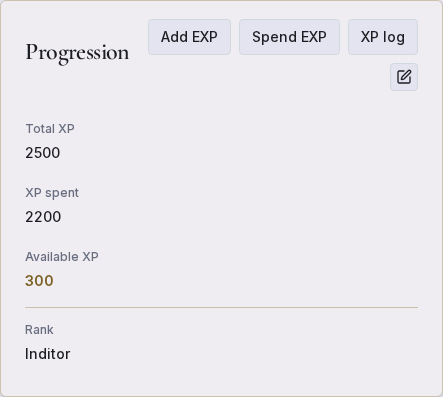 Progression
Add EXP
Spend EXP
XP log
Total XP
2500
XP spent
2200
Available XP
300
Rank
Inditor